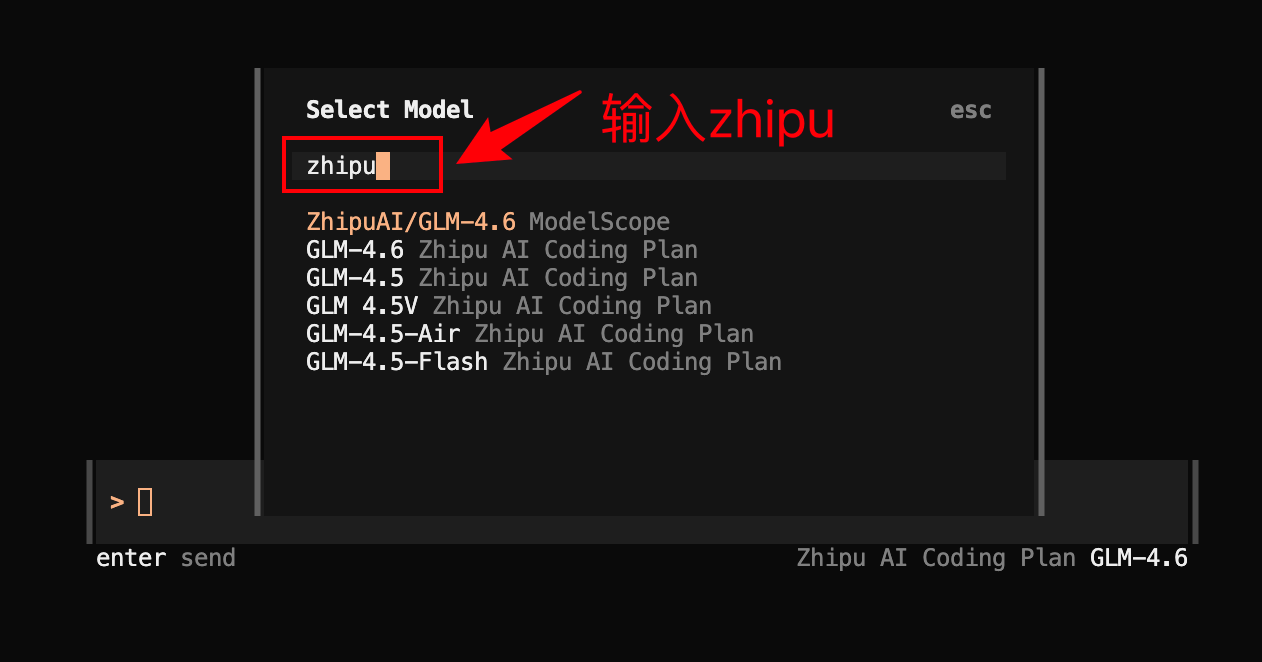 Select Model
esc
输入zhipu
zhipu
ZhipuAI/GLM-4.6 ModelScope
GLM-4.6 Zhipu AI Coding Plan
GLM-4.5 Zhipu AI Coding Plan
GLM 4.5V Zhipu AI Coding Plan
GLM-4.5-Air Zhipu AI Coding Plan
GLM-4.5-Flash Zhipu AI Coding Plan
>
enter send
Zhipu AI Coding Plan GLM-4.6